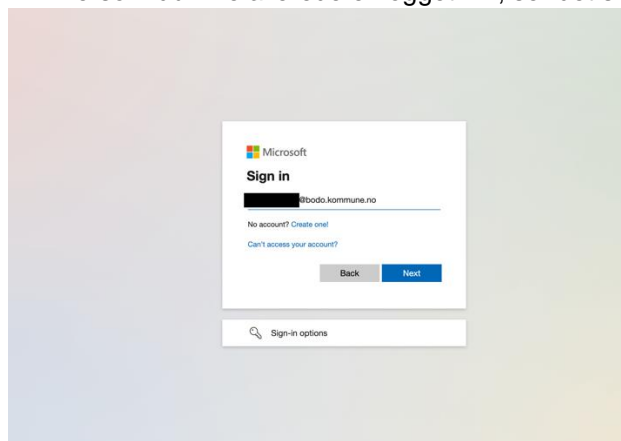 Microsoft
Sign in
@bodo.kommune.no
No account? Create one!
Can't access your account?
Back
Next
Sign-in options